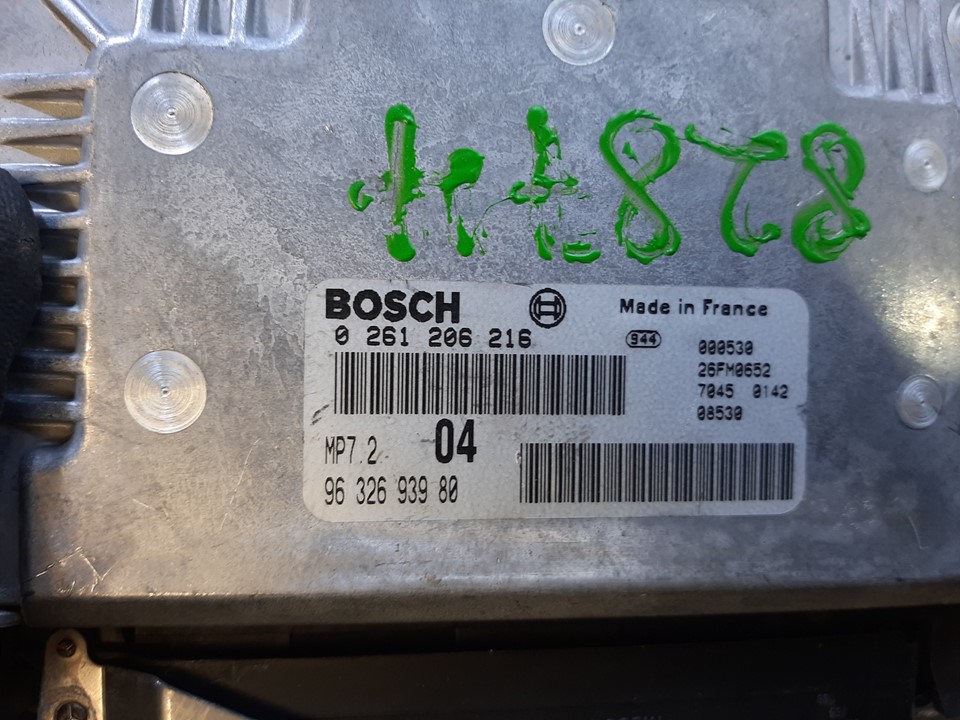 BOSCH
0 261 206 216
Made in France
S44
000530
26FM0652
7045 0142
08530
MP7.2 04
96 326 939 80